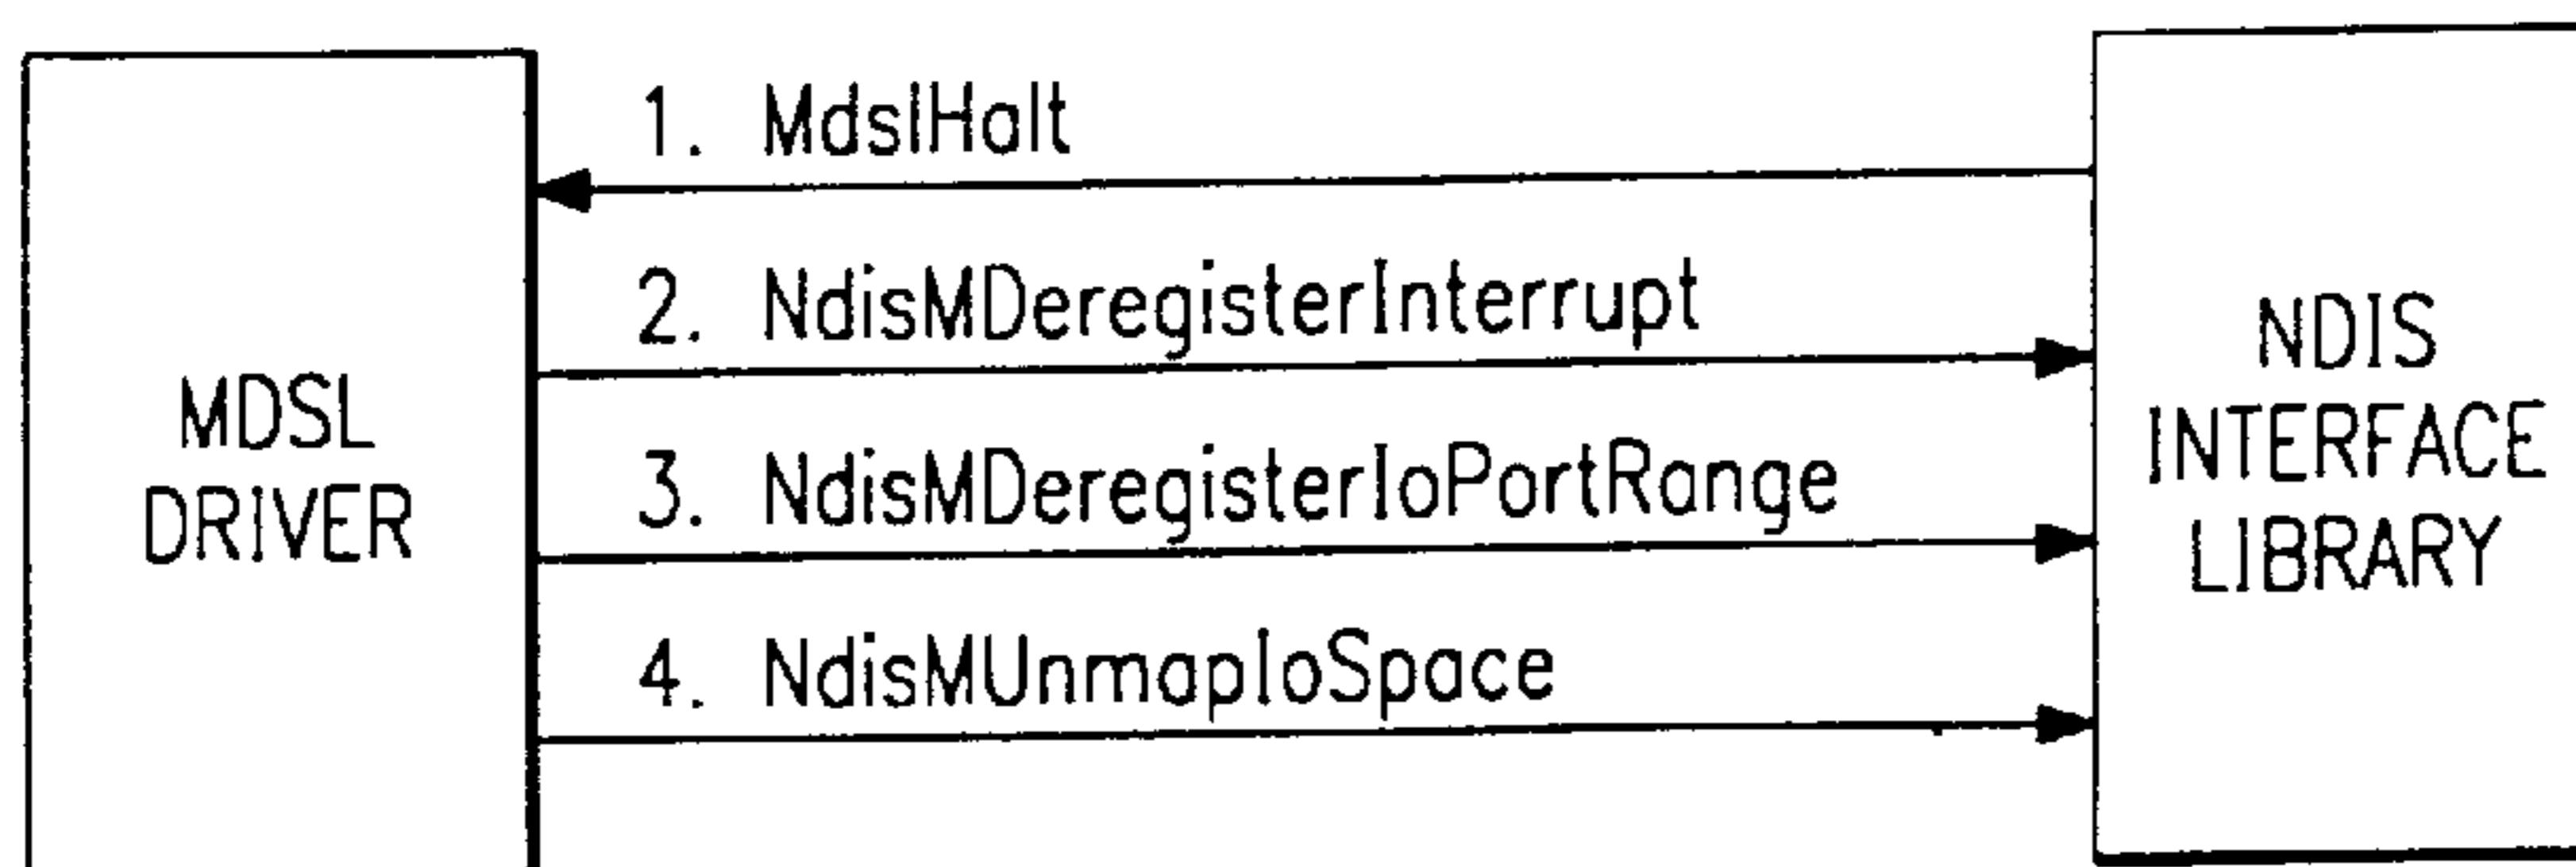 MDSL
DRIVER
1. MdslHalt
2. NdisMDeregisterInterrupt
3. NdisMDeregisterIoPortRange
4. NdisMUnmapIoSpace
NDIS
INTERFACE
LIBRARY